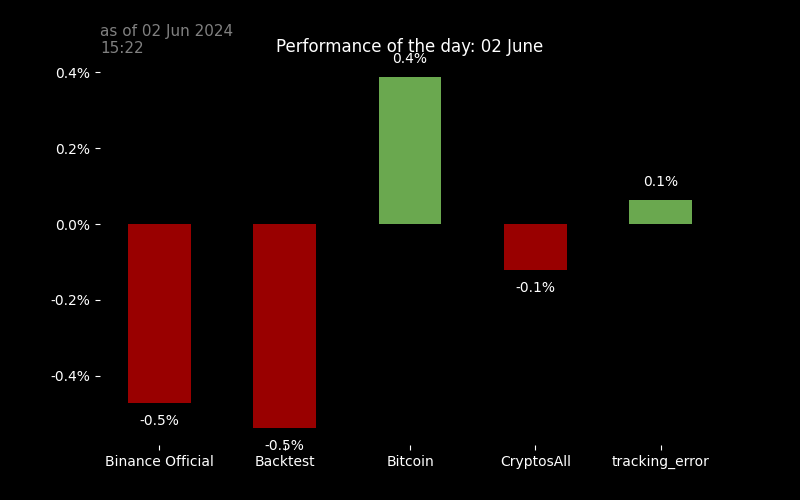 as of 02 Jun 2024
15:22
Performance of the day: 02 June
0.4%
0.4%
0.2%
0.1%
0.0%
-0.2%
-0.1%
-0.4%
-0.5%
-0.5%
Binance Official
Backtest
Bitcoin
CryptosAll
tracking_error